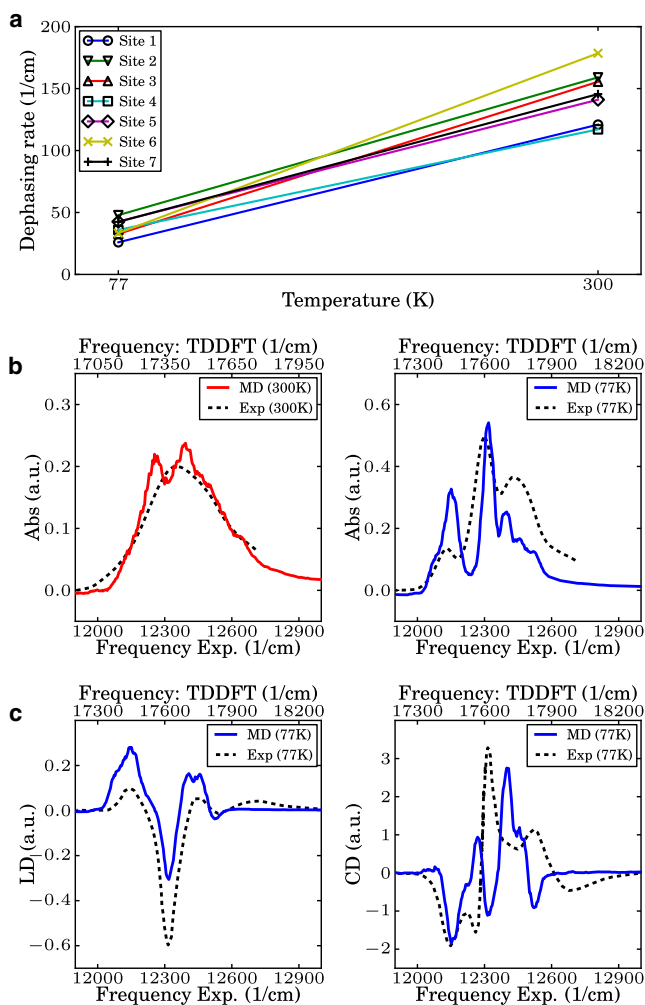 a
200
150
100
50
0
Dephasing rate (1/cm)
Site 1
Site 2
Site 3
Site 4
Site 5
Site 6
Site 7
77
300
Temperature (K)
b
Frequency: TDDFT (1/cm)
17050 17350 17650 17950
MD (300K)
Exp (300K)
0.3
0.2
0.1
0.0
Abs (a.u.)
12000 12300 12600 12900
Frequency Exp. (1/cm)
Frequency: TDDFT (1/cm)
17300 17600 17900 18200
MD (77K)
Exp (77K)
0.6
0.4
0.2
0.0
Abs (a.u.)
12000 12300 12600 12900
Frequency Exp. (1/cm)
c
Frequency: TDDFT (1/cm)
17300 17600 17900 18200
MD (77K)
Exp (77K)
0.2
0.0
−0.2
−0.4
−0.6
LD| (a.u.)
12000 12300 12600 12900
Frequency Exp. (1/cm)
Frequency: TDDFT (1/cm)
17300 17600 17900 18200
MD (77K)
Exp (77K)
3
2
1
0
−1
−2
CD (a.u.)
12000 12300 12600 12900
Frequency Exp. (1/cm)